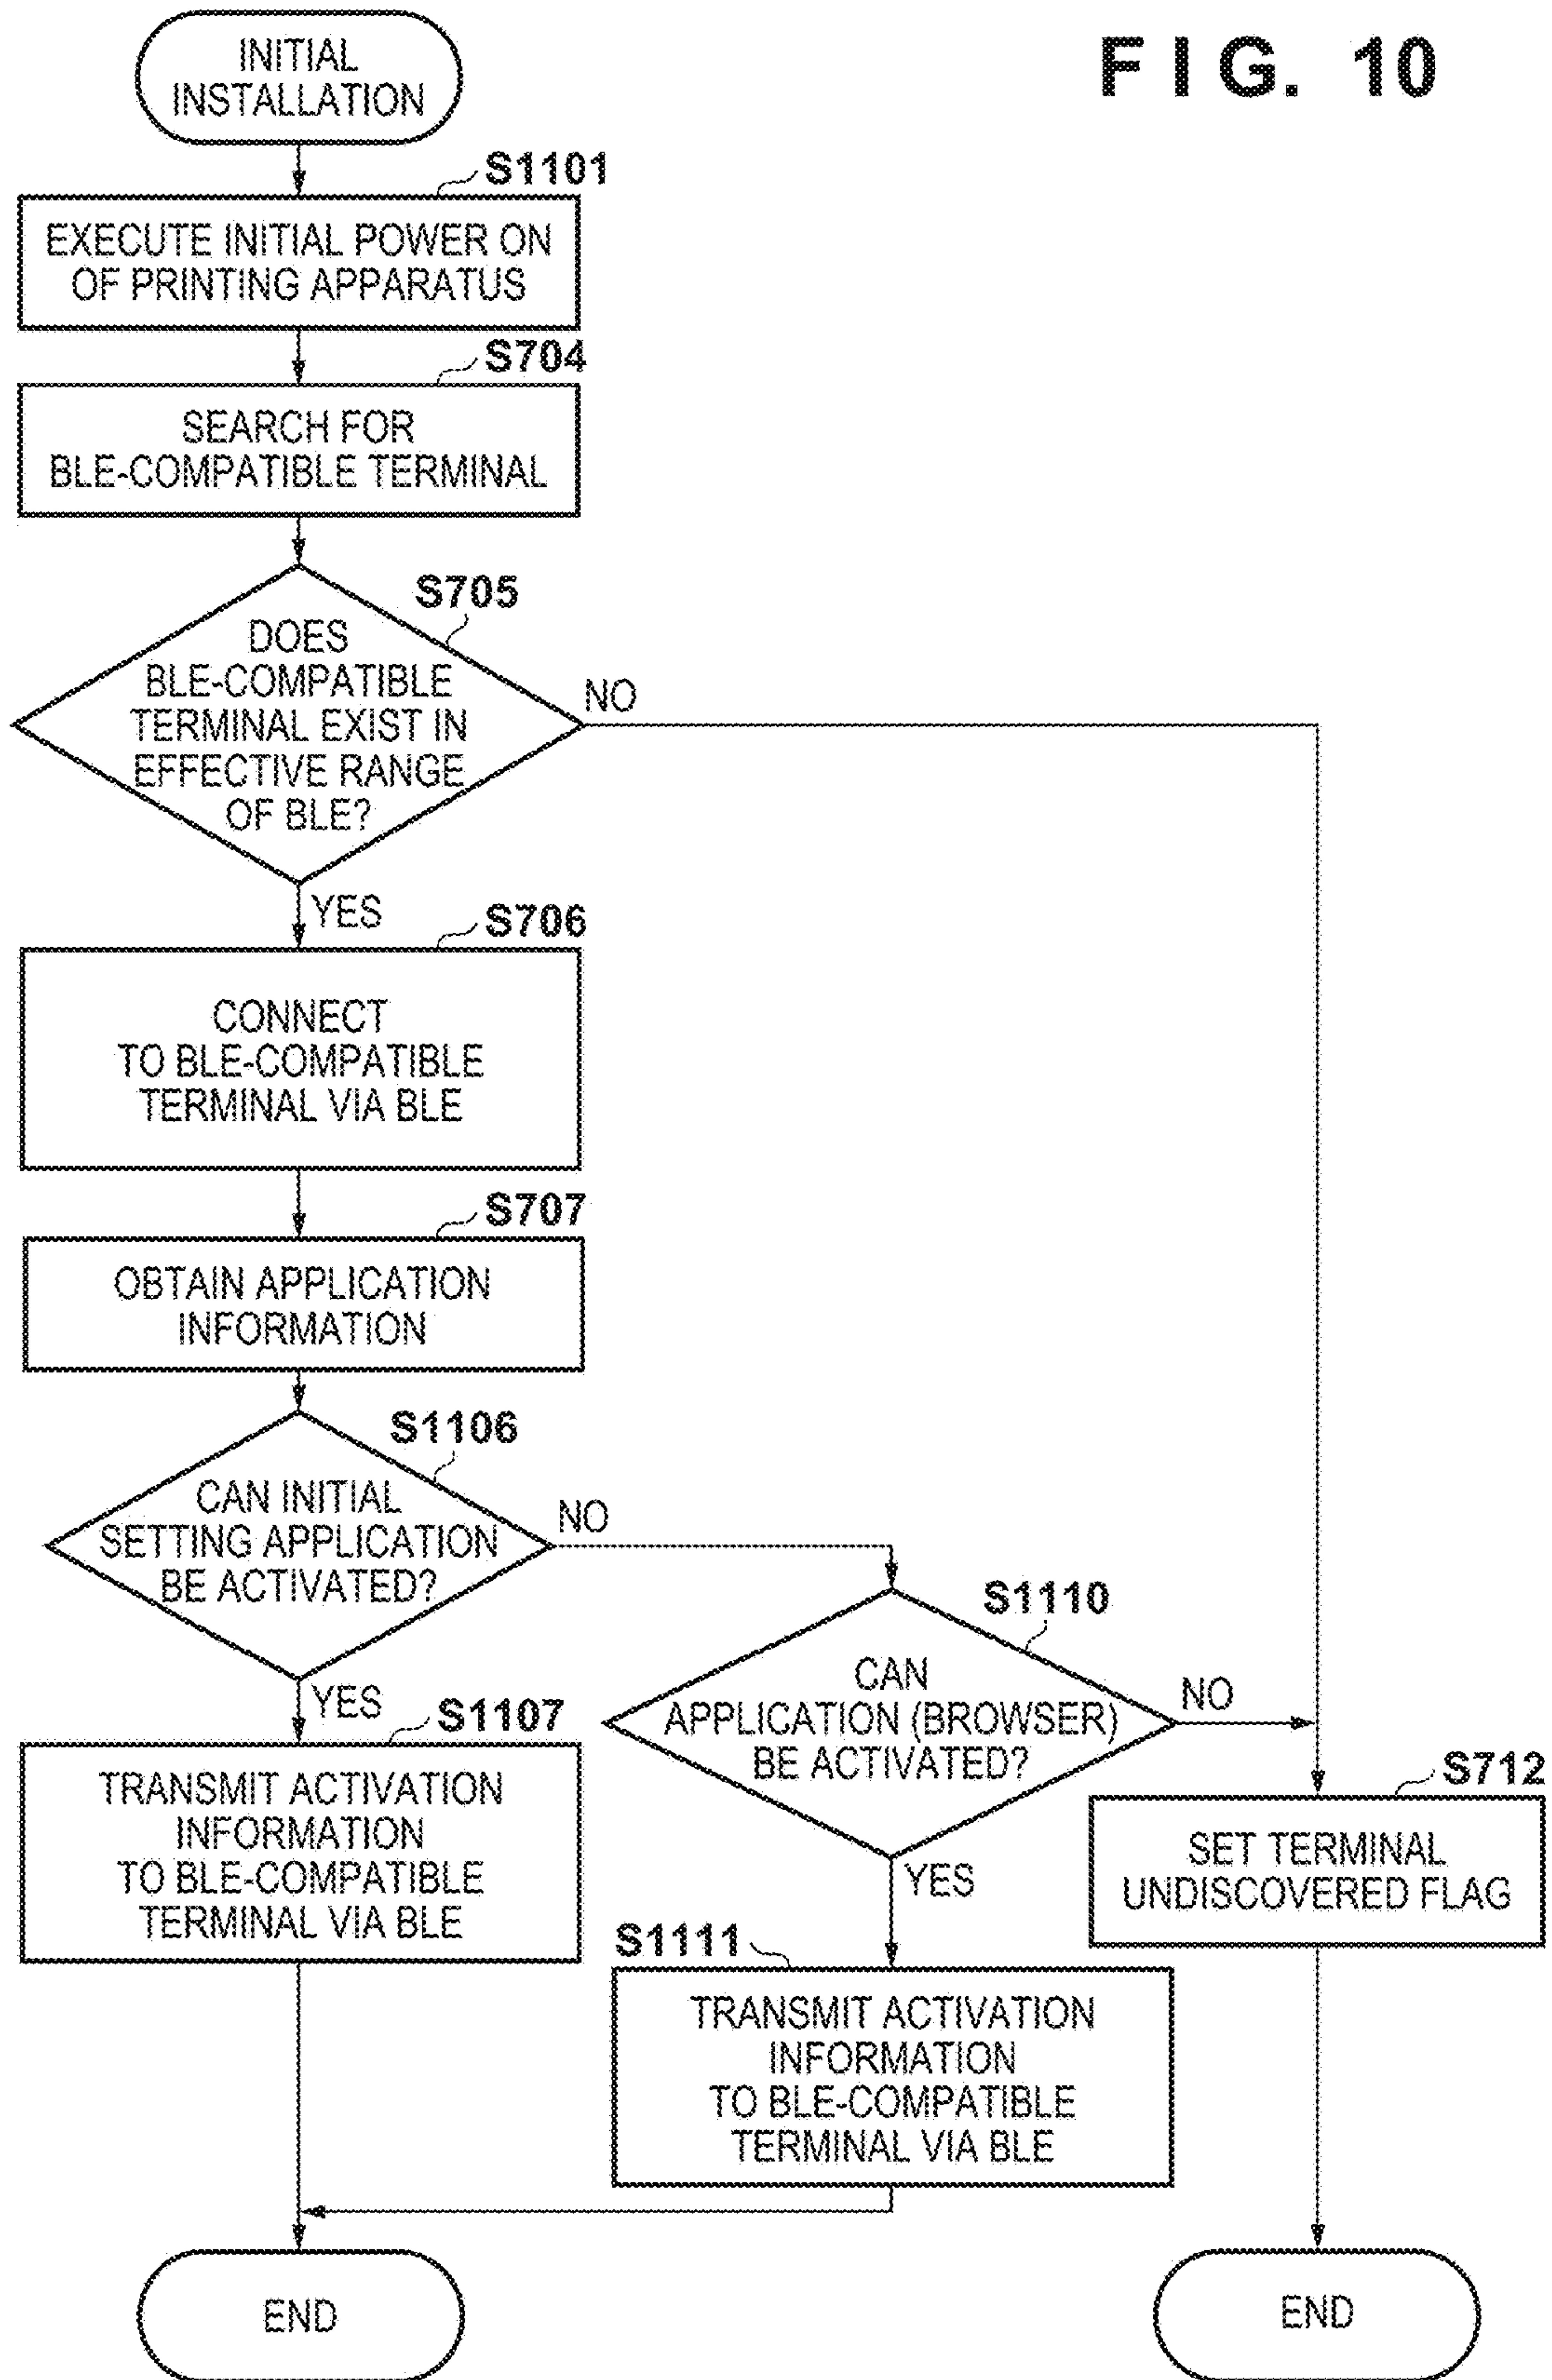 FIG. 10
INITIAL
INSTALLATION
S1101
EXECUTE INITIAL POWER ON
OF PRINTING APPARATUS
S704
SEARCH FOR
BLE-COMPATIBLE TERMINAL
S705
DOES
BLE-COMPATIBLE
TERMINAL EXIST IN
EFFECTIVE RANGE
OF BLE?
NO
YES
S706
CONNECT
TO BLE-COMPATIBLE
TERMINAL VIA BLE
S707
OBTAIN APPLICATION
INFORMATION
S1106
CAN INITIAL
SETTING APPLICATION
BE ACTIVATED?
NO
YES
S1107
TRANSMIT ACTIVATION
INFORMATION
TO BLE-COMPATIBLE
TERMINAL VIA BLE
S1110
CAN
APPLICATION (BROWSER)
BE ACTIVATED?
NO
YES
S1111
TRANSMIT ACTIVATION
INFORMATION
TO BLE-COMPATIBLE
TERMINAL VIA BLE
S712
SET TERMINAL
UNDISCOVERED FLAG
END
END